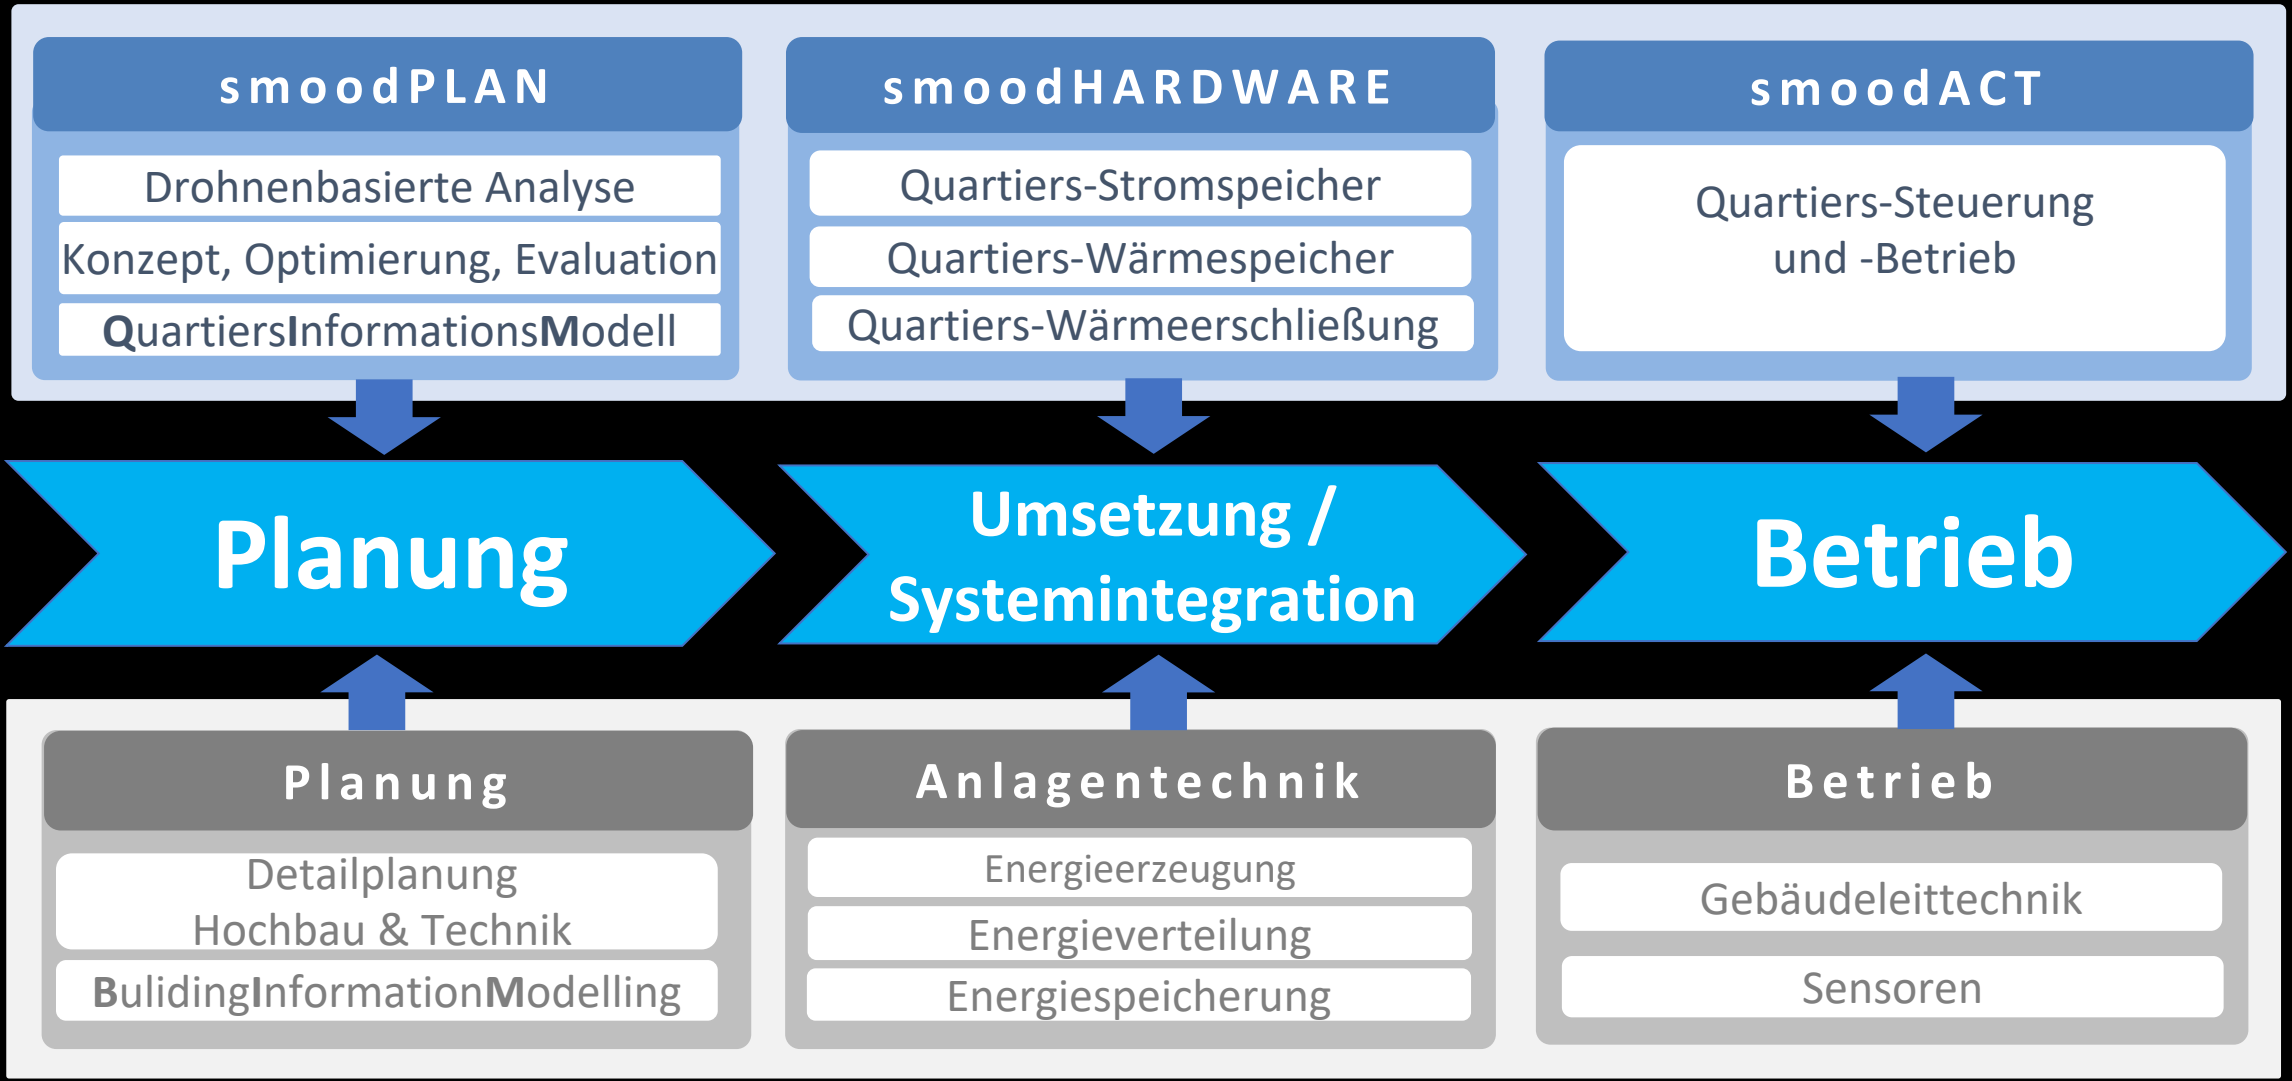 smoodPLAN
Drohnenbasierte Analyse
Konzept, Optimierung, Evaluation
QuartiersInformationsModell
smoodHARDWARE
Quartiers-Stromspeicher
Quartiers-Wärmespeicher
Quartiers-Wärmeerschließung
smoodACT
Quartiers-Steuerung
und -Betrieb
Planung
Umsetzung /
Systemintegration
Betrieb
Planung
Detailplanung
Hochbau & Technik
BulidingInformationModelling
Anlagentechnik
Energieerzeugung
Energieverteilung
Energiespeicherung
Betrieb
Gebäudeleittechnik
Sensoren